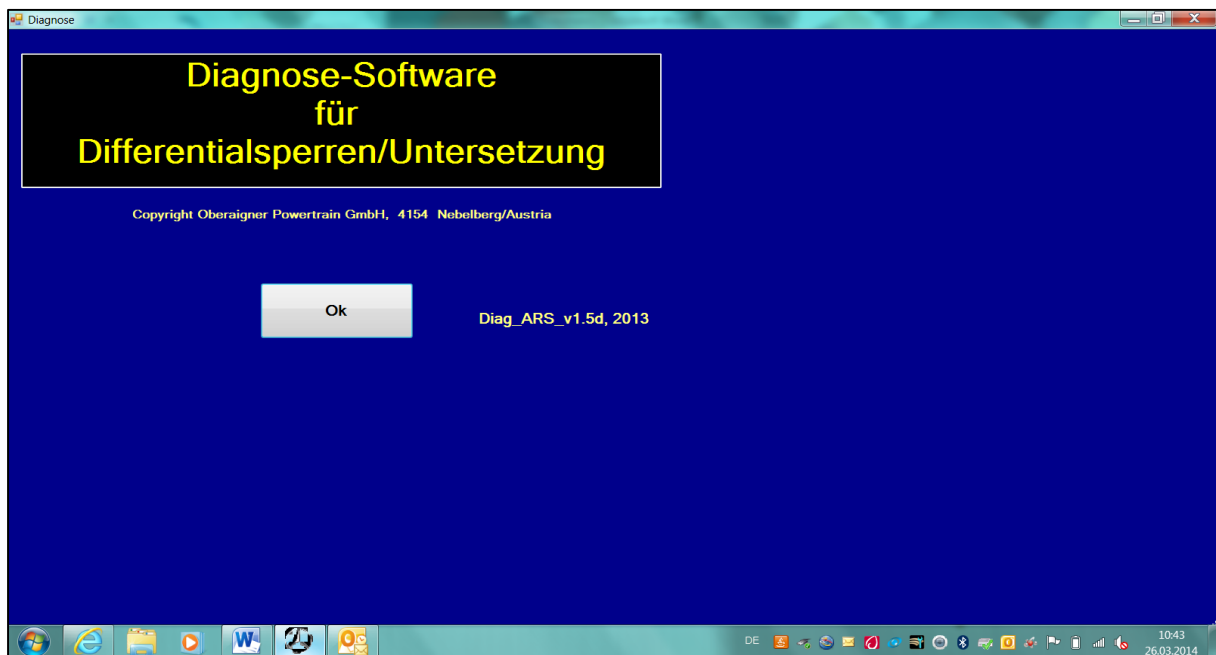 Diagnose
Diagnose-Software
für
Differentialsperren/Untersetzung
Copyright Oberaigner Powertrain GmbH, 4154 Nebelberg/Austria
Ok
Diag_ARS_v1.5d, 2013
DE
10:43
26.03.2014